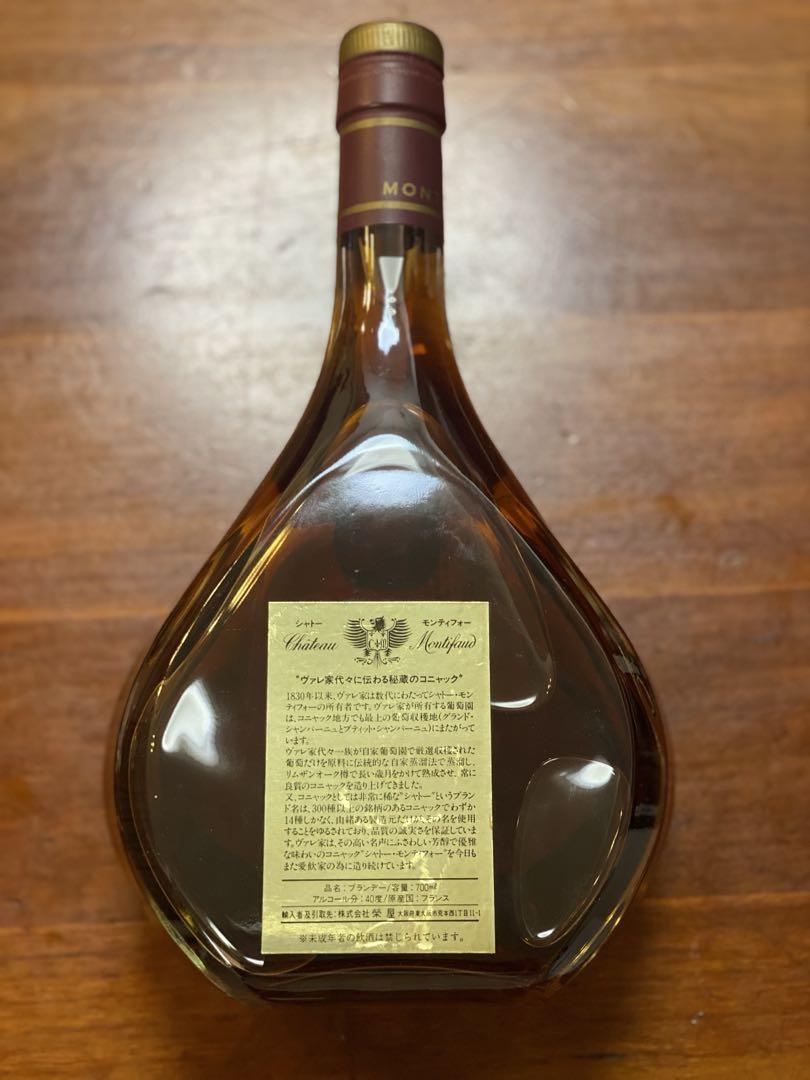 MONT
シャトー モンティフォー
Château Montifaud
"ヴァレ家代々に伝わる秘蔵のコニャック"
1830年以来、ヴァレ家は数代にわたってシャトー・モン
ティフォーの所有者です。ヴァレ家が所有する葡萄園
は、コニャック地方でも最上の葡萄収穫地(グランド・
シャンパーニュとプティット・シャンパーニュ)にまたがって
います。
ヴァレ家代々一族が自家葡萄園で厳選収穫された
葡萄だけを原料に伝統的な自家蒸溜法で蒸溜し、
リムザンオーク樽で長い歳月をかけて熟成させ、常に
良質のコニャックを造り上げてきました。
又、コニャックとしては非常に稀な"シャトー"というブラン
ド名は、300種以上の銘柄のあるコニャックでわずか
14種しかなく、由緒ある製造元だけが、その名を使用
することをゆるされており、品質の誠実さを保証していま
す。ヴァレ家は、その高い名声にふさわしい芳醇で優雅
な味わいのコニャック"シャトー・モンティフォー"を今日も
また愛飲家の為に造り続けています。
品名:ブランデー/容量:700ml
アルコール分:40度/原産国:フランス
輸入者及引取先:株式会社 榮屋 大阪府東大阪市荒本西1丁目11-1
※未成年者の飲酒は禁じられています。